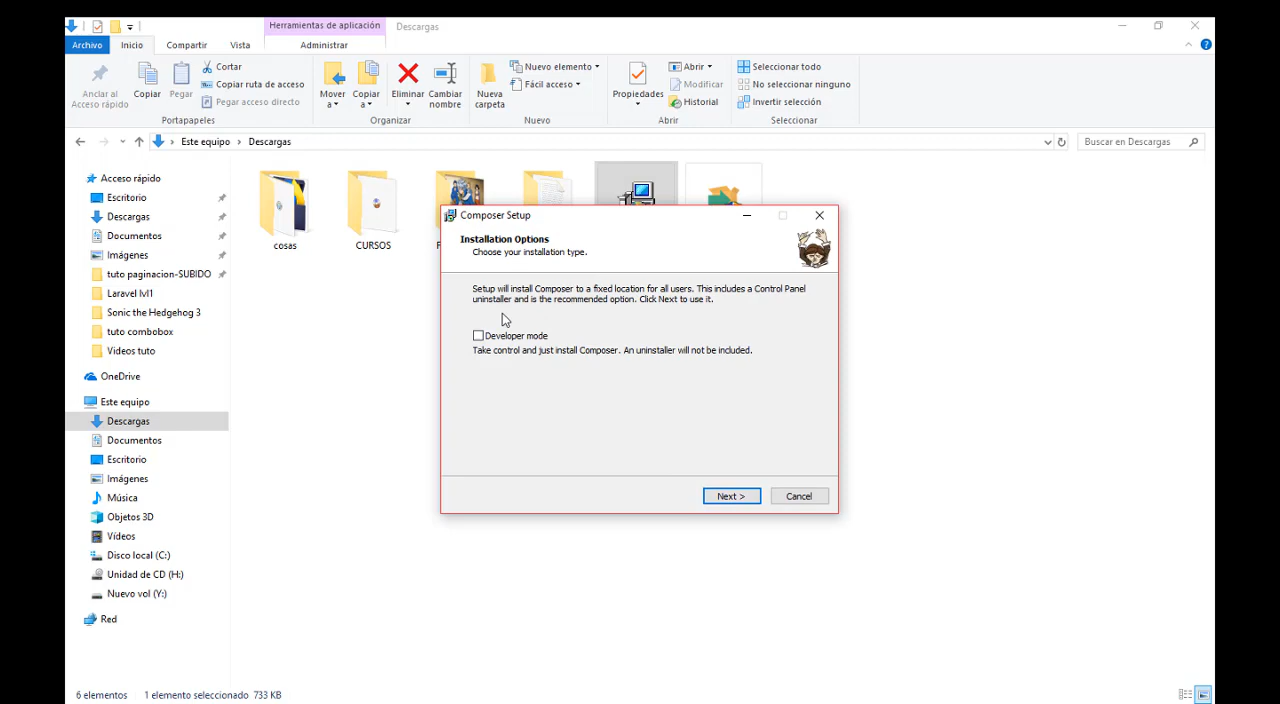 Herramientas de aplicación
Descargas
Archivo
Inicio
Compartir
Vista
Administrar
Anclar al
Acceso rápido
Copiar
Pegar
Cortar
Copiar ruta de acceso
Pegar acceso directo
Portapapeles
Mover
a
Copiar
a
Eliminar
Cambiar
nombre
Organizar
Nueva
carpeta
Nuevo elemento
Fácil acceso
Nuevo
Propiedades
Abrir
Modificar
Historial
Abrir
Seleccionar todo
No seleccionar ninguno
Invertir selección
Seleccionar
Este equipo > Descargas
Buscar en Descargas
Acceso rápido
Escritorio
Descargas
Documentos
Imágenes
tuto paginacion-SUBIDO
Laravel lvl1
Sonic the Hedgehog 3
tuto combobox
Videos tuto
OneDrive
Este equipo
Descargas
Documentos
Escritorio
Imágenes
Música
Objetos 3D
Vídeos
Disco local (C:)
Unidad de CD (H:)
Nuevo vol (Y:)
Red
cosas
CURSOS
Composer Setup
Installation Options
Choose your installation type.
Setup will install Composer to a fixed location for all users. This includes a Control Panel
uninstaller and is the recommended option. Click Next to use it.
Developer mode
Take control and just install Composer. An uninstaller will not be included.
Next >
Cancel
6 elementos
1 elemento seleccionado 733 KB